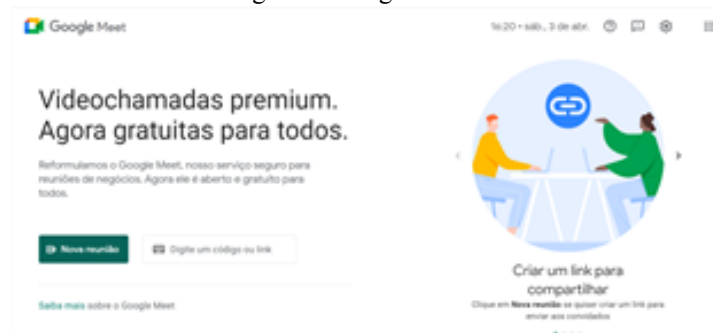 Google Meet
16:20 • sáb., 3 de abr.
Videochamadas premium.
Agora gratuitas para todos.
Reformulamos o Google Meet, nosso serviço seguro para
reuniões de negócios. Agora ele é aberto e gratuito para
todos.
Nova reunião
Digite um código ou link
Saiba mais sobre o Google Meet
Criar um link para
compartilhar
Clique em Nova reunião se quiser criar um link para
enviar aos convidados